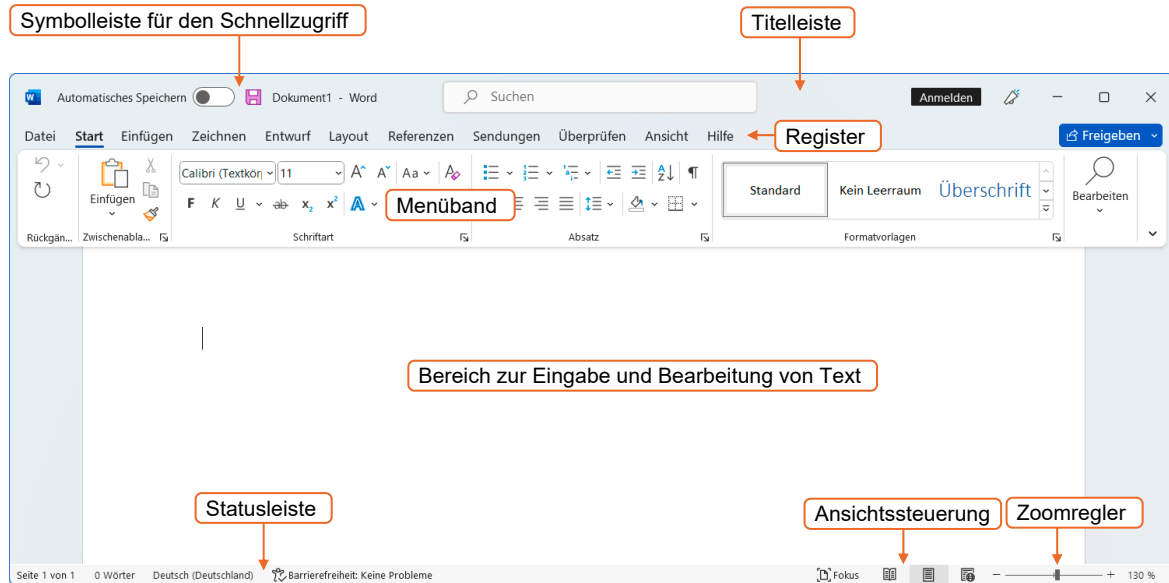 Symbolleiste für den Schnellzugriff
Titelleiste
Automatisches Speichern
Dokument1 - Word
Suchen
Anmelden
Datei Start Einfügen Zeichnen Entwurf Layout Referenzen Sendungen Überprüfen Ansicht Hilfe
Register
Freigeben
Calibri (Textkör 11
Einfügen
F K U ab x₂ x² A
Menüband
Standard
Kein Leerraum
Überschrift
Bearbeiten
Rückgän... Zwischenabla... Schriftart Absatz Formatvorlagen
Bereich zur Eingabe und Bearbeitung von Text
Statusleiste
Ansichtssteuerung
Zoomregler
Seite 1 von 1 0 Wörter Deutsch (Deutschland) Barrierefreiheit: Keine Probleme Fokus 130 %